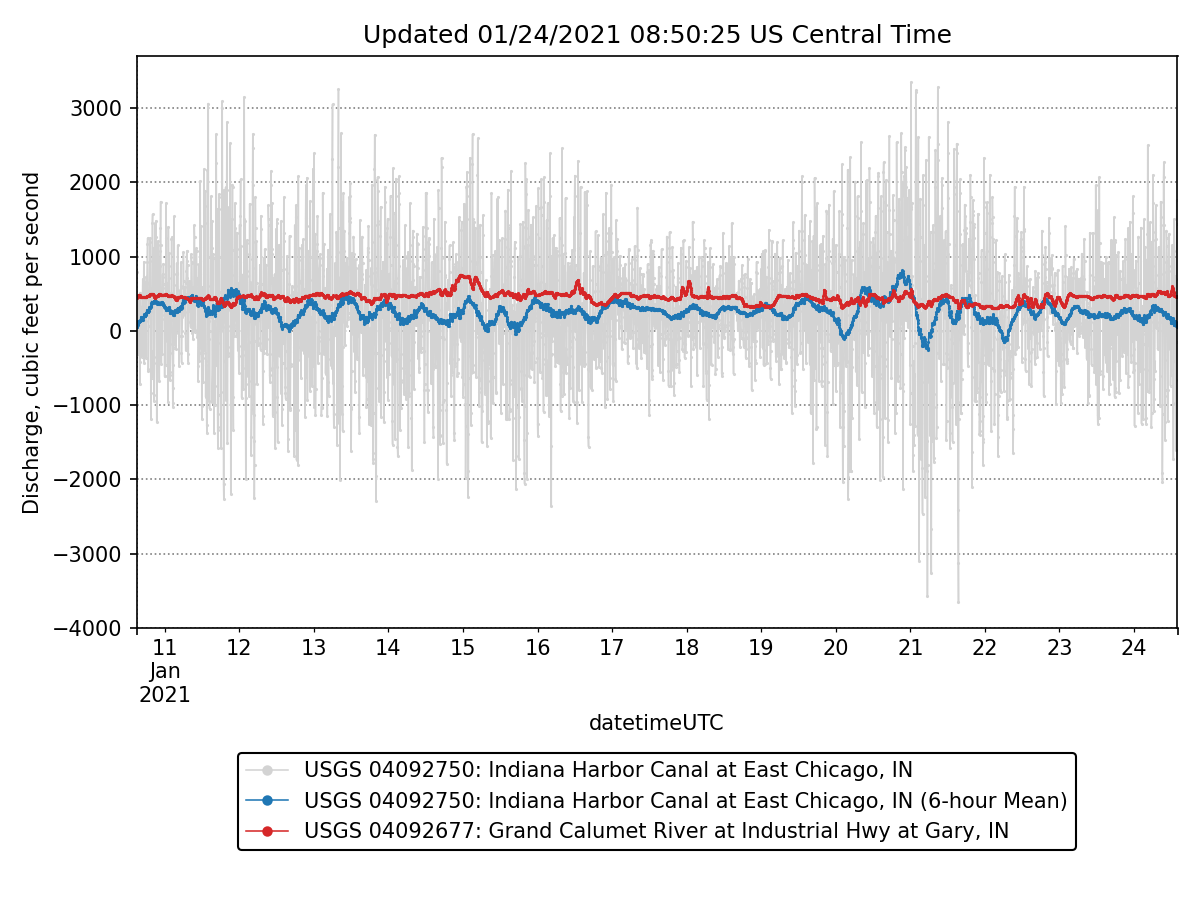 Updated 01/24/2021 08:50:25 US Central Time
Discharge, cubic feet per second
3000
2000
1000
0
−1000
−2000
−3000
−4000
11 12 13 14 15 16 17 18 19 20 21 22 23 24
Jan
2021
datetimeUTC
USGS 04092750: Indiana Harbor Canal at East Chicago, IN
USGS 04092750: Indiana Harbor Canal at East Chicago, IN (6-hour Mean)
USGS 04092677: Grand Calumet River at Industrial Hwy at Gary, IN